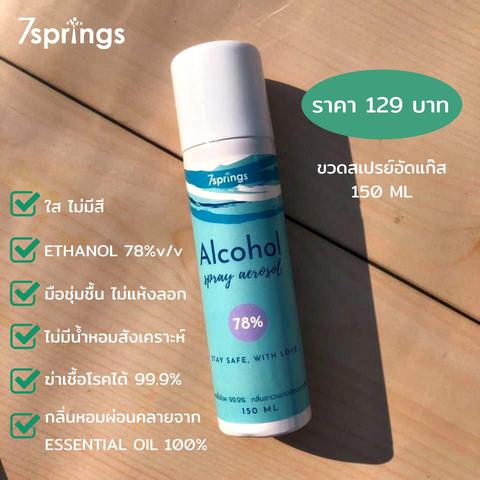 7springs
ราคา 129 บาท
ขวดสเปรย์อัดแก๊ส
150 ML
ใส ไม่มีสี
ETHANOL 78%v/v
มือชุ่มชื้น ไม่แห้งลอก
ไม่มีน้ำหอมสังเคราะห์
ฆ่าเชื้อโรคได้ 99.9%
กลิ่นหอมผ่อนคลายจาก
ESSENTIAL OIL 100%
7springs
Alcohol
spray aerosol
78%
STAY SAFE, WITH LOVE
99.9%
150 ML